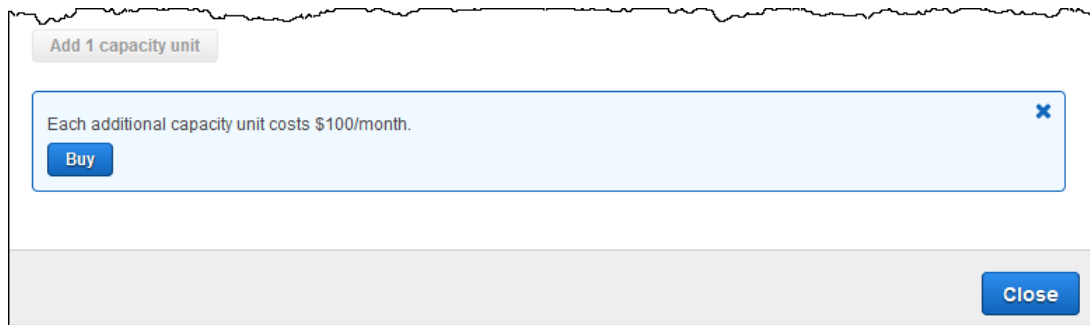 Add 1 capacity unit
Each additional capacity unit costs $100/month.
Buy
Close